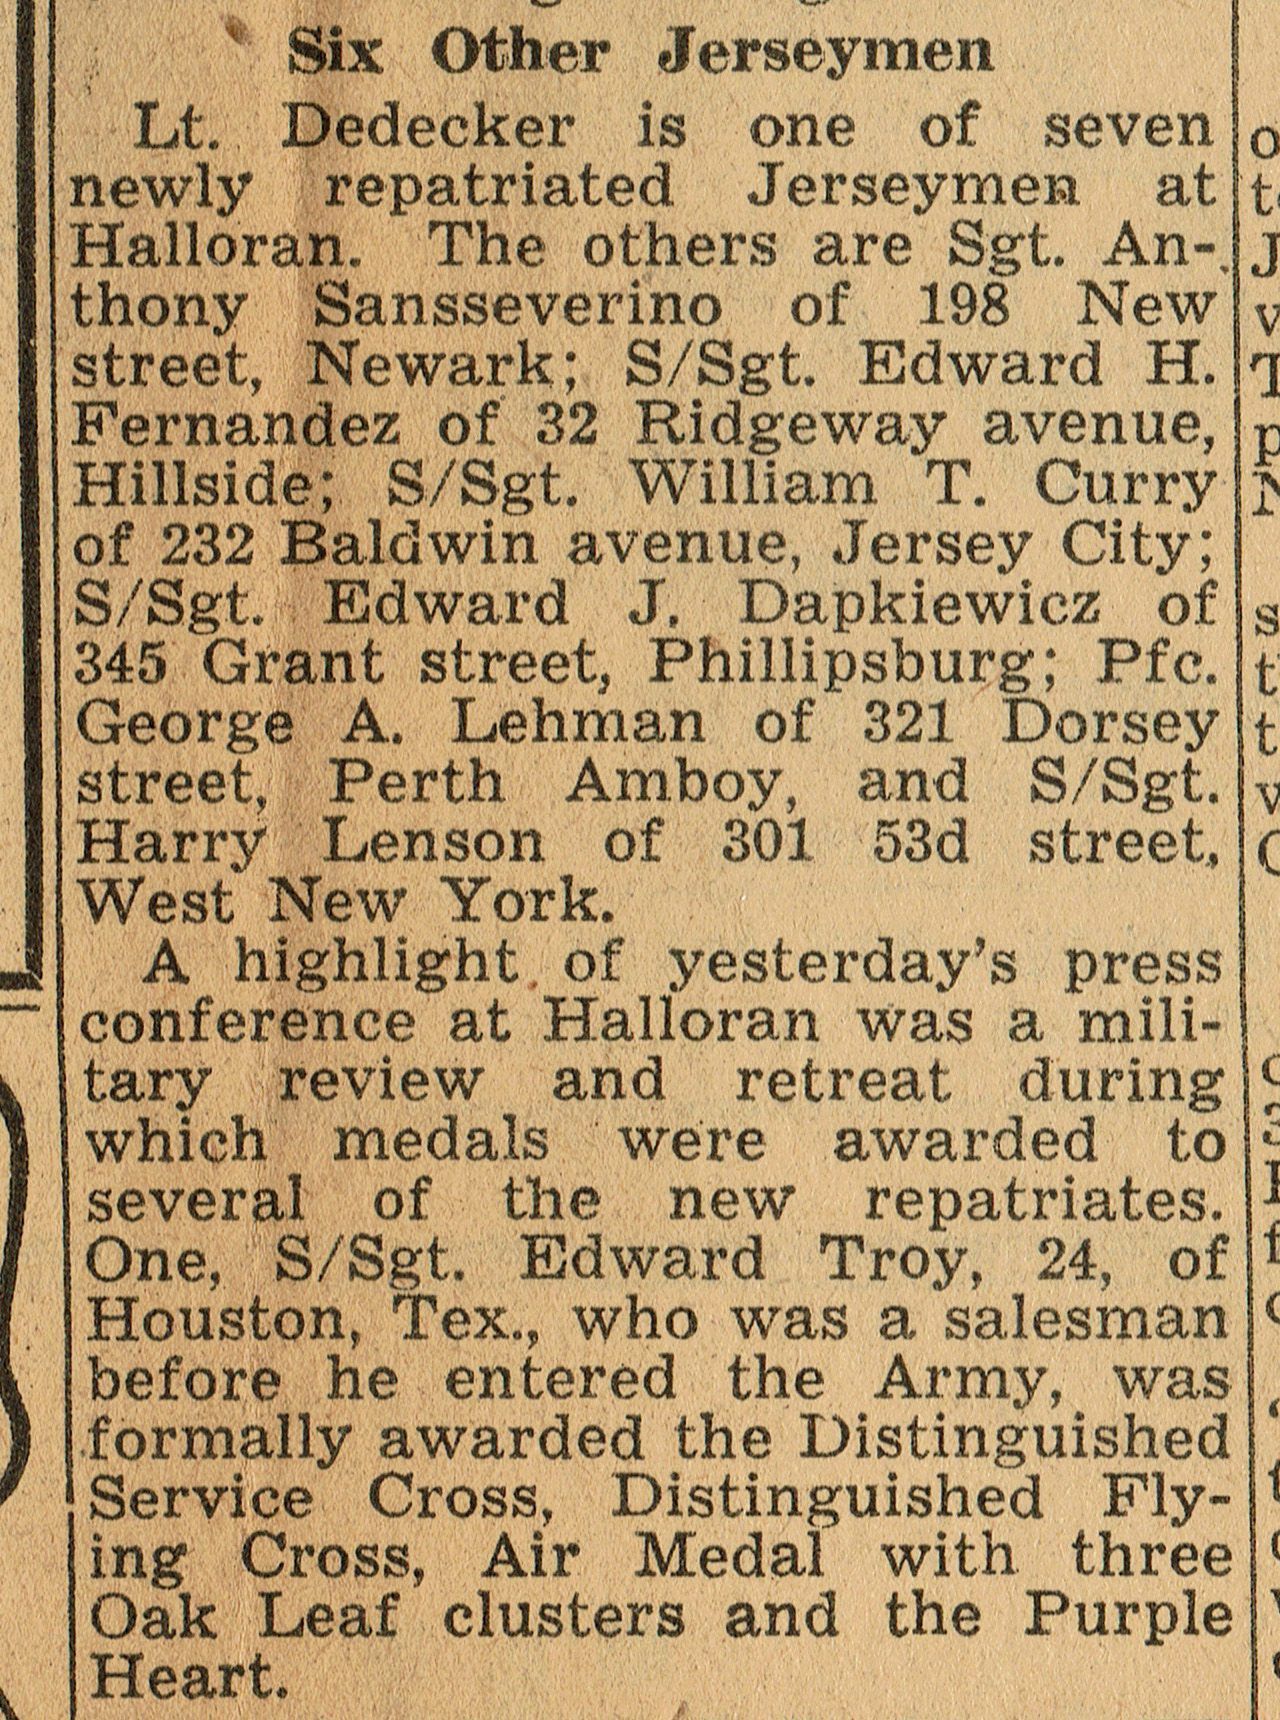 Six Other Jerseymen
Lt. Dedecker is one of seven
newly repatriated Jerseymen at
Halloran. The others are Sgt. An-
thony Sansseverino of 198 New
street, Newark; S/Sgt. Edward H.
Fernandez of 32 Ridgeway avenue,
Hillside; S/Sgt. William T. Curry
of 232 Baldwin avenue, Jersey City;
S/Sgt. Edward J. Dapkiewicz of
345 Grant street, Phillipsburg; Pfc.
George A. Lehman of 321 Dorsey
street, Perth Amboy, and S/Sgt.
Harry Lenson of 301 53d street,
West New York.
A highlight of yesterday's press
conference at Halloran was a mili-
tary review and retreat during
which medals were awarded to
several of the new repatriates.
One, S/Sgt. Edward Troy, 24, of
Houston, Tex., who was a salesman
before he entered the Army, was
formally awarded the Distinguished
Service Cross, Distinguished Fly-
ing Cross, Air Medal with three
Oak Leaf clusters and the Purple
Heart.